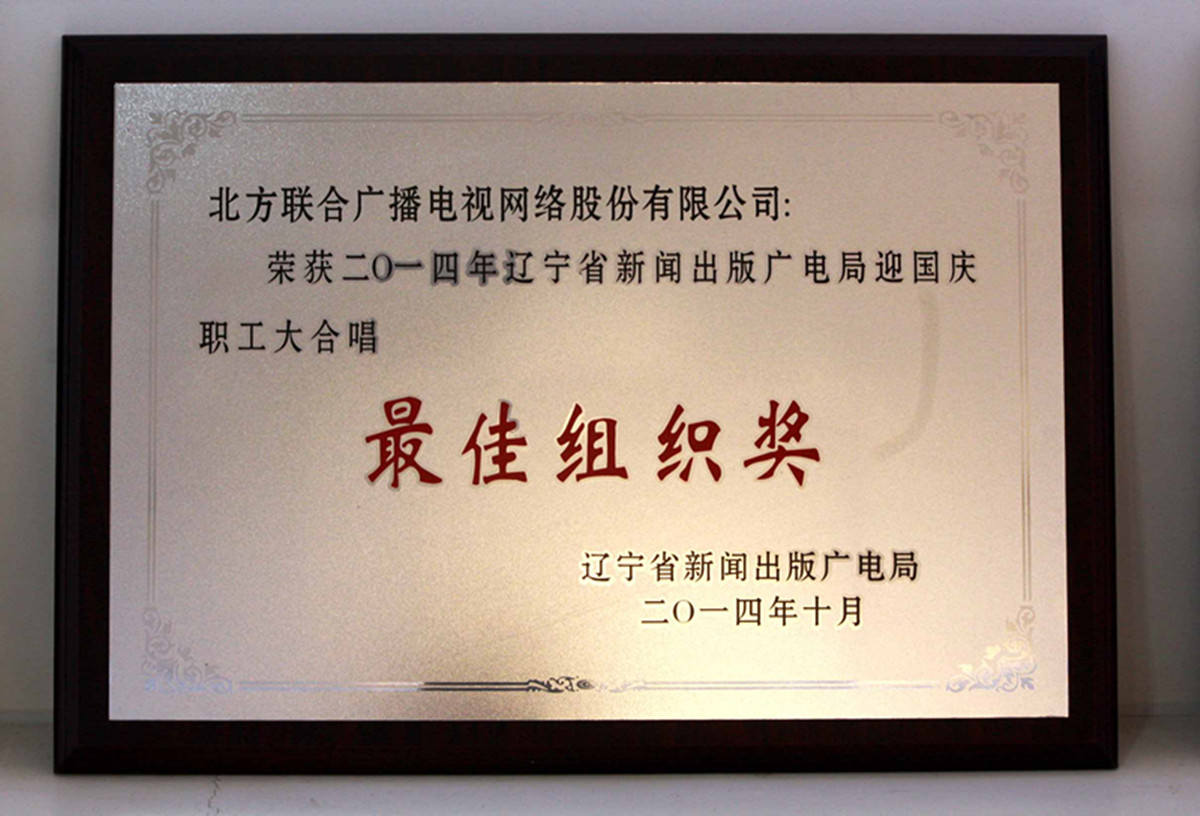 北方联合广播电视网络股份有限公司:
荣获二〇一四年辽宁省新闻出版广电局迎国庆
职工大合唱
最佳组织奖
辽宁省新闻出版广电局
二〇一四年十月